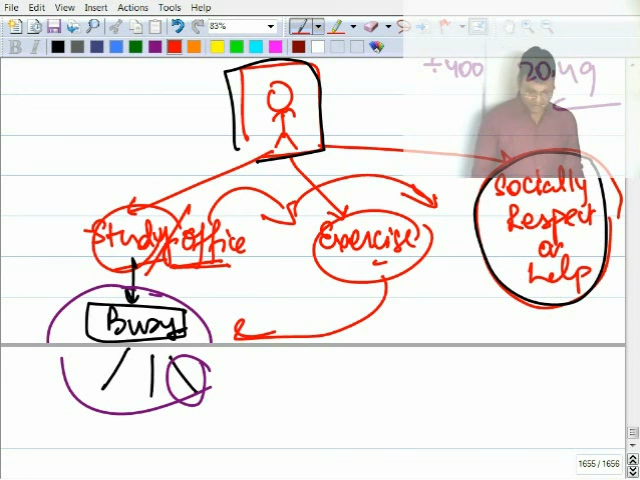 File Edit View Insert Actions Tools Help
83%
B I
÷400 20.49
Socially
Respect
or
help
Study/office
Exercise
Busy
1655 / 1656